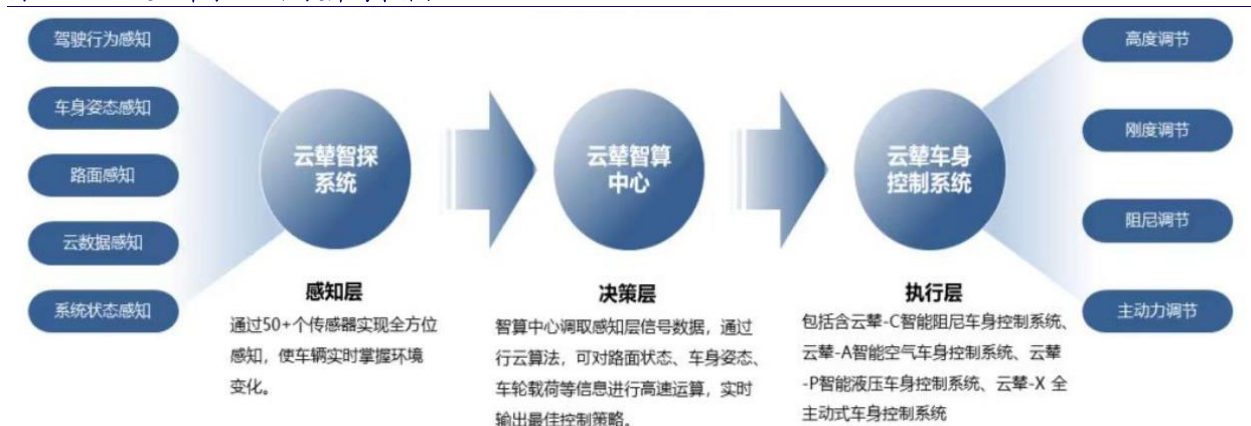 驾驶行为感知
车身姿态感知
路面感知
云数据感知
系统状态感知
云辇智探
系统
感知层
通过50+个传感器实现全方位
感知，使车辆实时掌握环境
变化。
云辇智算
中心
决策层
智算中心调取感知层信号数据，通过
行云算法，可对路面状态、车身姿态、
车轮载荷等信息进行高速运算，实时
输出最佳控制策略。
云辇车身
控制系统
执行层
包括含云辇-C智能阻尼车身控制系统、
云辇-A智能空气车身控制系统、云辇
-P智能液压车身控制系统、云辇-X 全
主动式车身控制系统
高度调节
刚度调节
阻尼调节
主动力调节